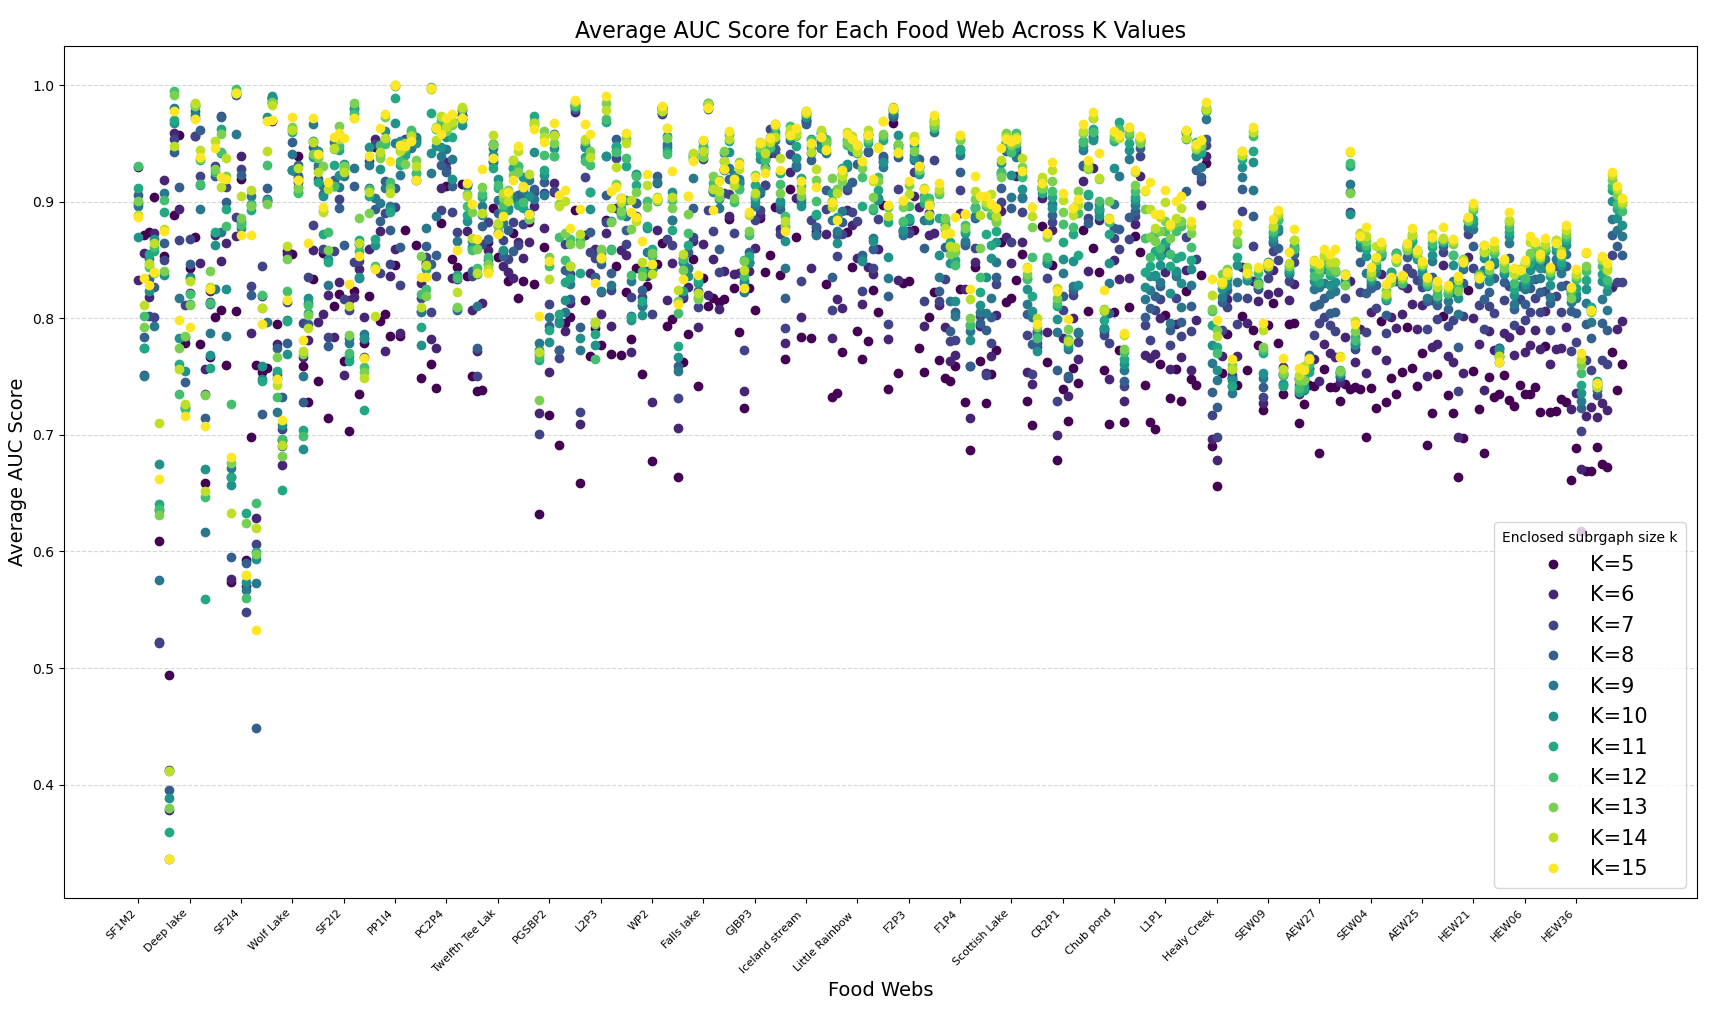 Average AUC Score for Each Food Web Across K Values
Average AUC Score
1.0
0.9
0.8
0.7
0.6
0.5
0.4
Enclosed subrgaph size k
K=5
K=6
K=7
K=8
K=9
K=10
K=11
K=12
K=13
K=14
K=15
SF1M2
Deep lake
SF2I4
Wolf Lake
SF2I2
PP1I4
PC2P4
Twelfth Tee Lak
PGSBP2
L2P3
WP2
Falls lake
GJBP3
Iceland stream
Little Rainbow
F2P3
F1P4
Scottish Lake
CR2P1
Chub pond
L1P1
Healy Creek
SEW09
AEW27
SEW04
AEW25
HEW21
HEW06
HEW36
Food Webs